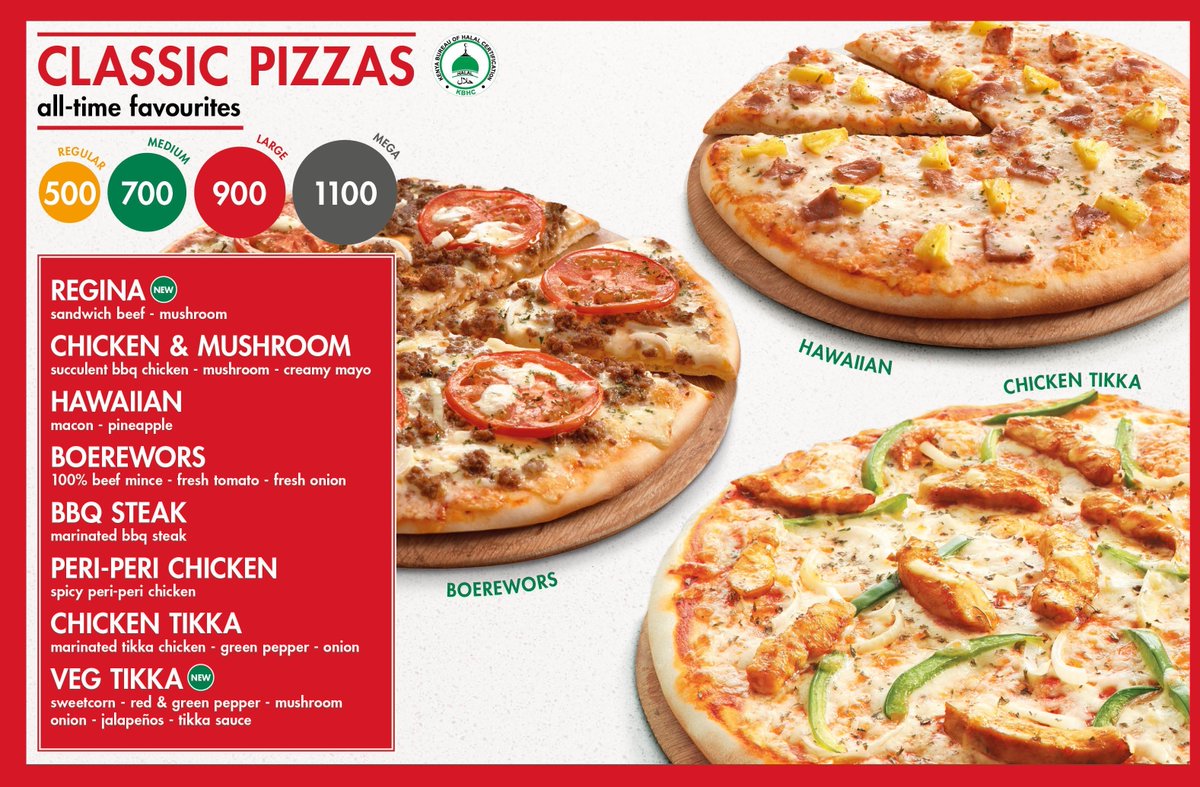 CLASSIC PIZZAS
all-time favourites
KENYA BUREAU OF HALAL CERTIFICATION
HALAL
حلال
KBHC
REGULAR
500
MEDIUM
700
LARGE
900
MEGA
1100
REGINA NEW
sandwich beef - mushroom
CHICKEN & MUSHROOM
succulent bbq chicken - mushroom - creamy mayo
HAWAIIAN
macon - pineapple
BOEREWORS
100% beef mince - fresh tomato - fresh onion
BBQ STEAK
marinated bbq steak
PERI-PERI CHICKEN
spicy peri-peri chicken
CHICKEN TIKKA
marinated tikka chicken - green pepper - onion
VEG TIKKA NEW
sweetcorn - red & green pepper - mushroom
onion - jalapeños - tikka sauce
HAWAIIAN
CHICKEN TIKKA
BOEREWORS